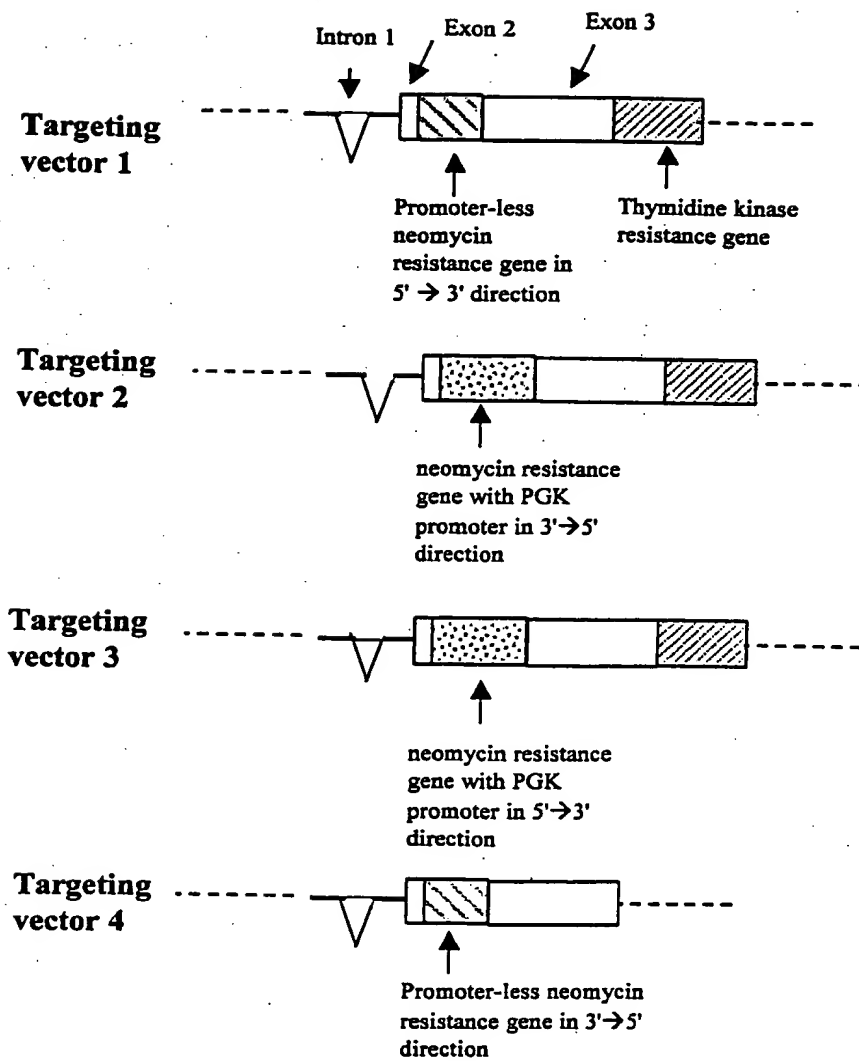 Intron 1
Exon 2
Exon 3
Targeting
vector 1
Promoter-less
neomycin
resistance gene in
5' → 3' direction
Thymidine kinase
resistance gene
Targeting
vector 2
neomycin resistance
gene with PGK
promoter in 3'→5'
direction
Targeting
vector 3
neomycin resistance
gene with PGK
promoter in 5'→3'
direction
Targeting
vector 4
Promoter-less neomycin
resistance gene in 3'→5'
direction